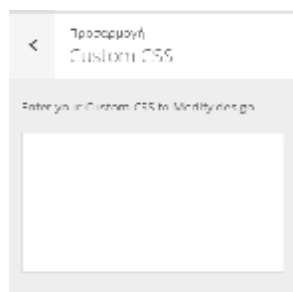 Προσαρμογή
Custom CSS
Enter your Custom CSS to Modify design